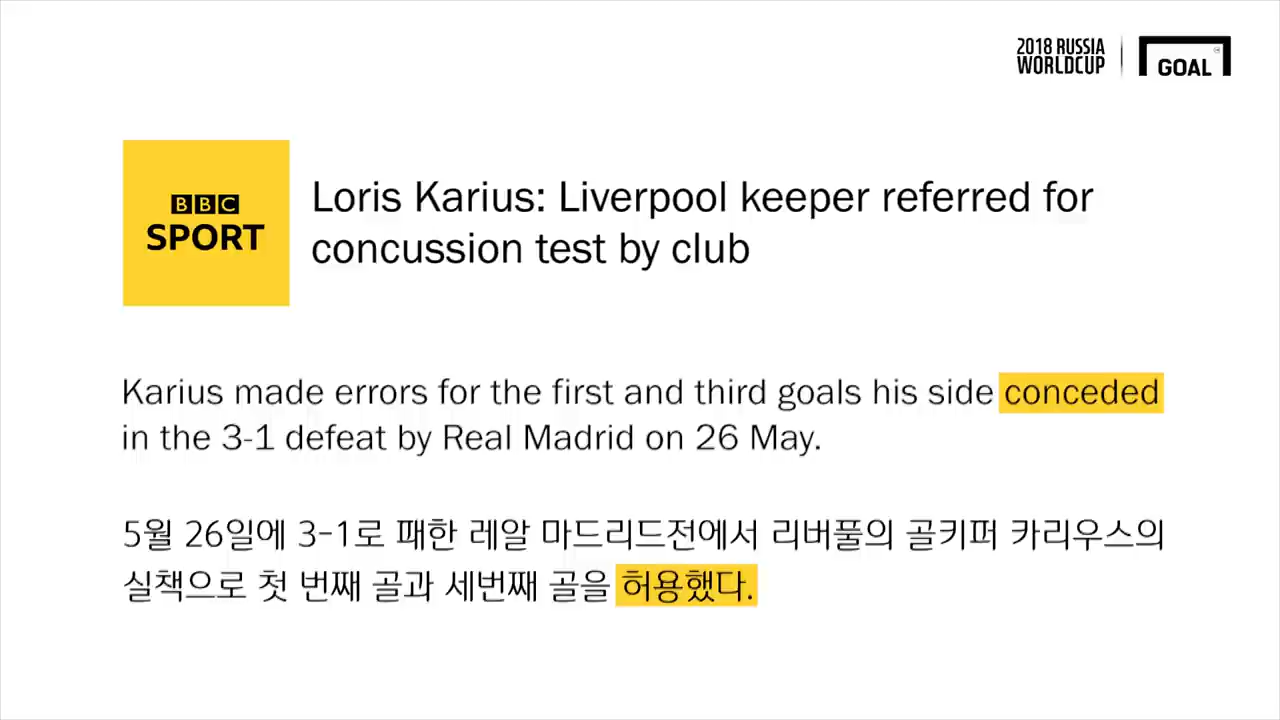 2018 RUSSIA
WORLDCUP
GOAL
BBC
SPORT
Loris Karius: Liverpool keeper referred for
concussion test by club
Karius made errors for the first and third goals his side conceded
in the 3-1 defeat by Real Madrid on 26 May.
5월 26일에 3-1로 패한 레알 마드리드전에서 리버풀의 골키퍼 카리우스의
실책으로 첫 번째 골과 세번째 골을 허용했다.